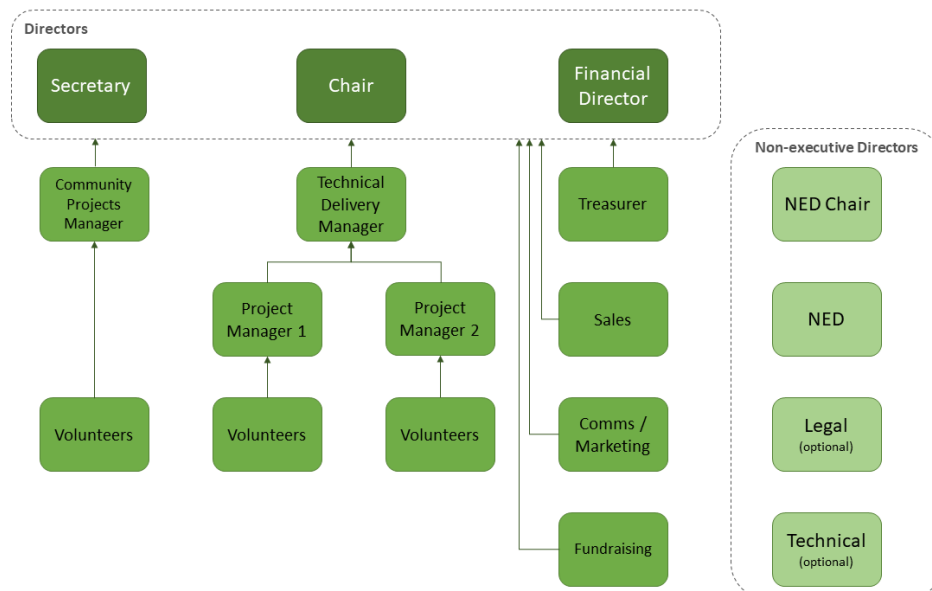 Directors
Secretary
Chair
Financial
Director
Non-executive Directors
Community
Projects
Manager
Technical
Delivery
Manager
Treasurer
NED Chair
Project
Manager 1
Project
Manager 2
Sales
NED
Volunteers
Volunteers
Volunteers
Comms /
Marketing
Legal
(optional)
Fundraising
Technical
(optional)